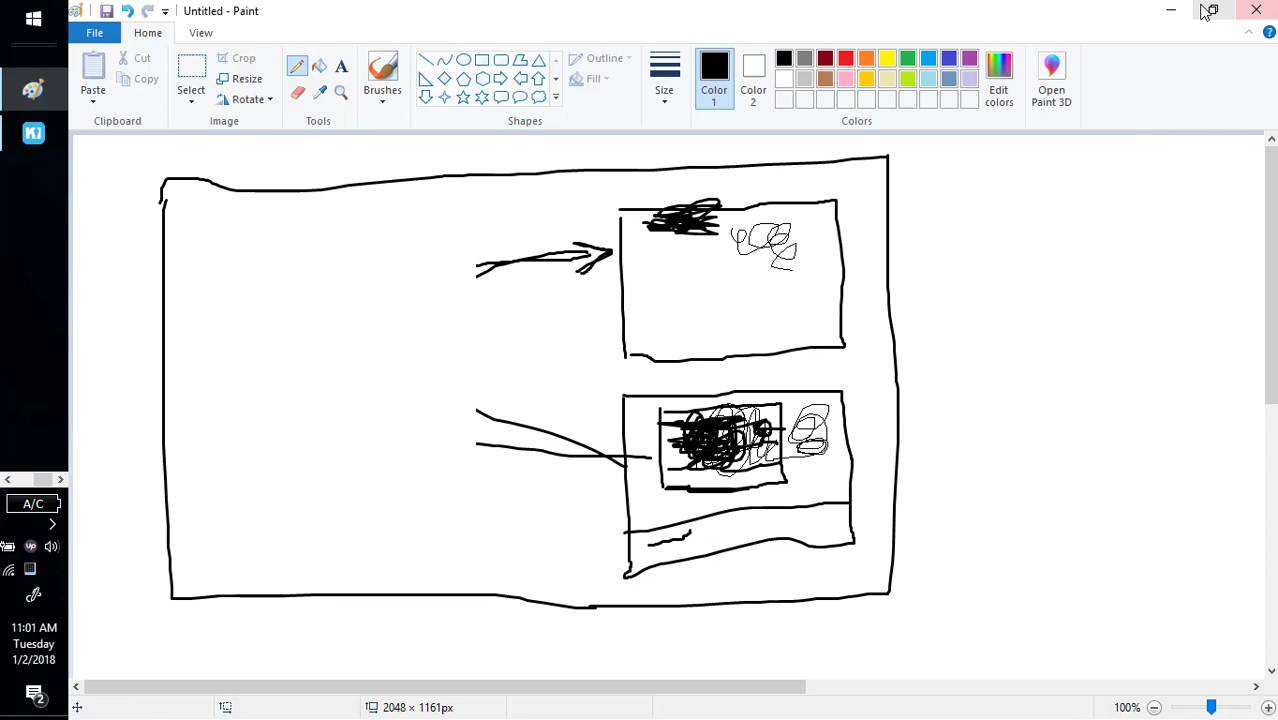 Untitled - Paint
File Home View
Cut
Copy
Paste
Clipboard
Crop
Resize
Rotate
Select
Image
A
Tools
Brushes
Outline
Fill
Shapes
Size
Color 1
Color 2
Edit colors
Colors
Open Paint 3D
A/C
up
11:01 AM
Tuesday
1/2/2018
2
2048 × 1161px
100%